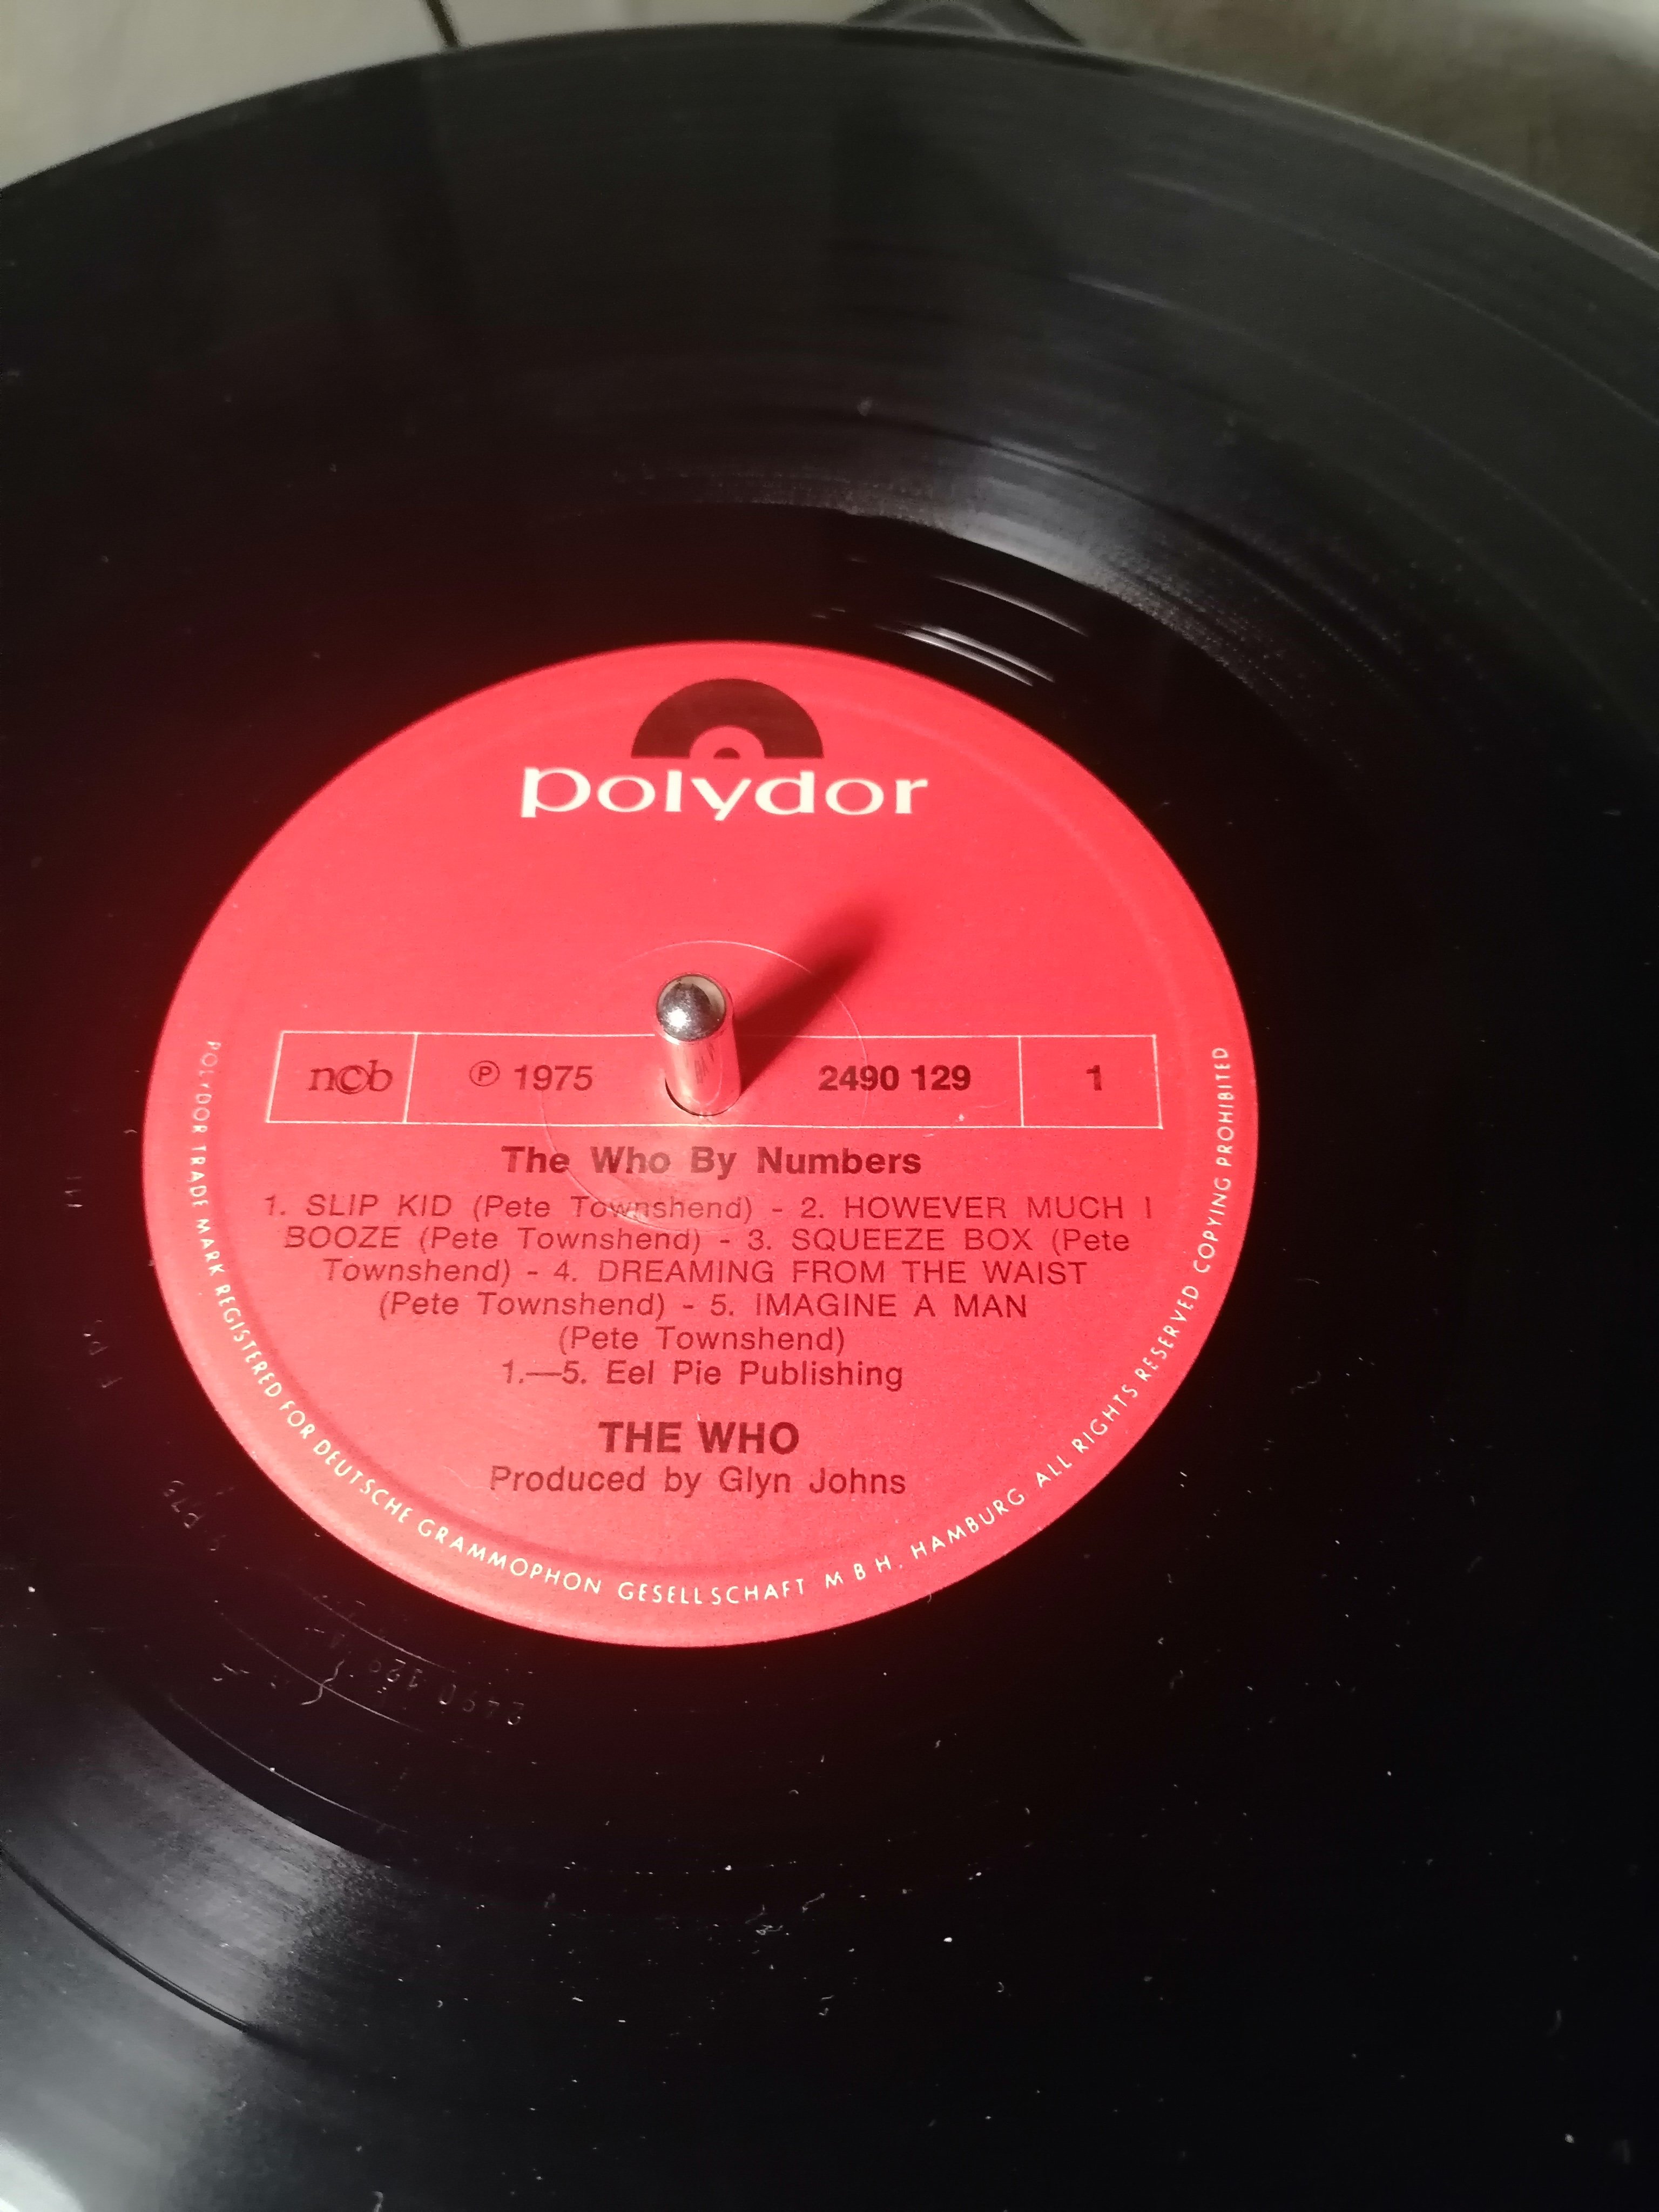 polydor
ncb ℗ 1975 2490 129 1
The Who By Numbers
1. SLIP KID (Pete Townshend) - 2. HOWEVER MUCH I
BOOZE (Pete Townshend) - 3. SQUEEZE BOX (Pete
Townshend) - 4. DREAMING FROM THE WAIST
(Pete Townshend) - 5. IMAGINE A MAN
(Pete Townshend)
1.—5. Eel Pie Publishing
THE WHO
Produced by Glyn Johns
POLYDOR TRADE MARK REGISTERED FOR DEUTSCHE GRAMMOPHON GESELLSCHAFT M B H. HAMBURG ALL RIGHTS RESERVED COPYING PROHIBITED